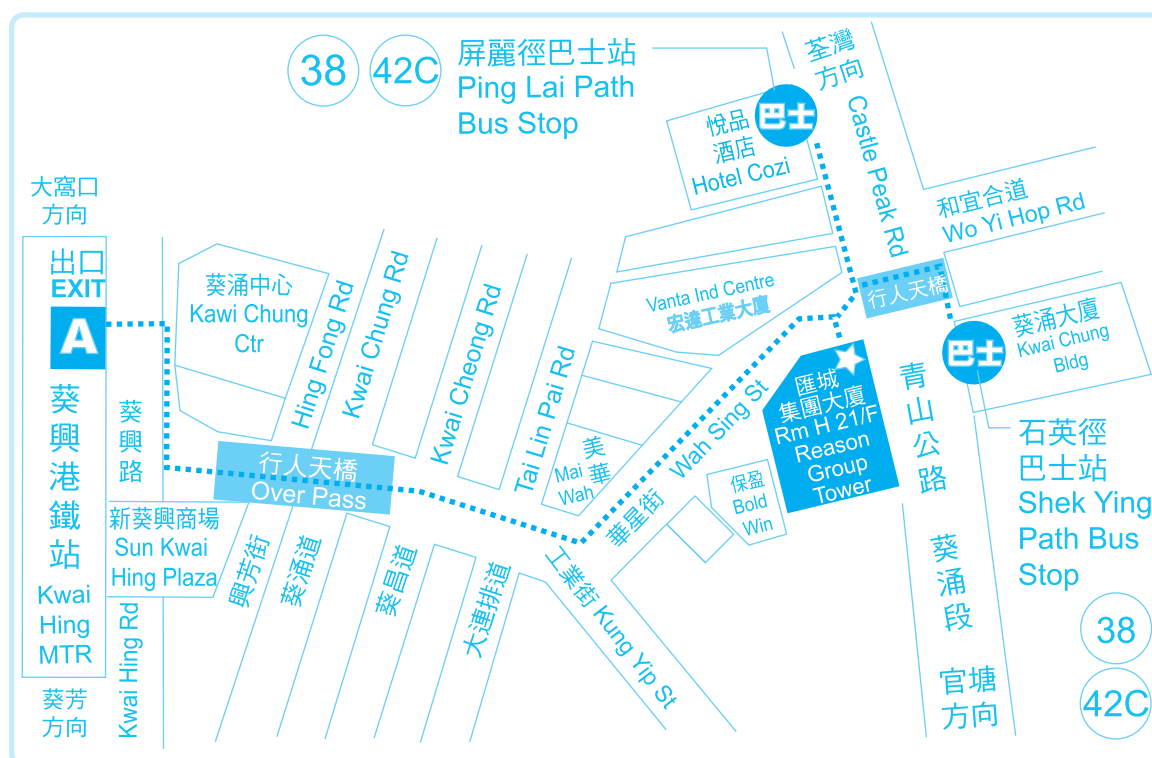 38
42C
屏麗徑巴士站
Ping Lai Path
Bus Stop
荃灣
方向
Castle Peak Rd
巴士
悅品
酒店
Hotel Cozi
和宜合道
Wo Yi Hop Rd
大窩口
方向
出口
EXIT
A
葵興港鐵站
Kwai
Hing
MTR
葵芳
方向
葵興路
Kwai Hing Rd
葵涌中心
Kawi Chung
Ctr
Hing Fong Rd
Kwai Chung Rd
Kwai Cheong Rd
Tai Lin Pai Rd
Vanta Ind Centre
宏達工業大廈
行人天橋
葵涌大廈
Kwai Chung
Bldg
巴士
行人天橋
Over Pass
新葵興商場
Sun Kwai
Hing Plaza
興芳街
葵涌道
葵昌道
大連排道
美華
Mai
Wah
華星街
Wah Sing St
工業街 Kung Yip St
保盈
Bold
Win
匯城
集團大廈
Rm H 21/F
Reason
Group
Tower
青山公路
葵涌段
官塘
方向
石英徑
巴士站
Shek Ying
Path Bus
Stop
38
42C